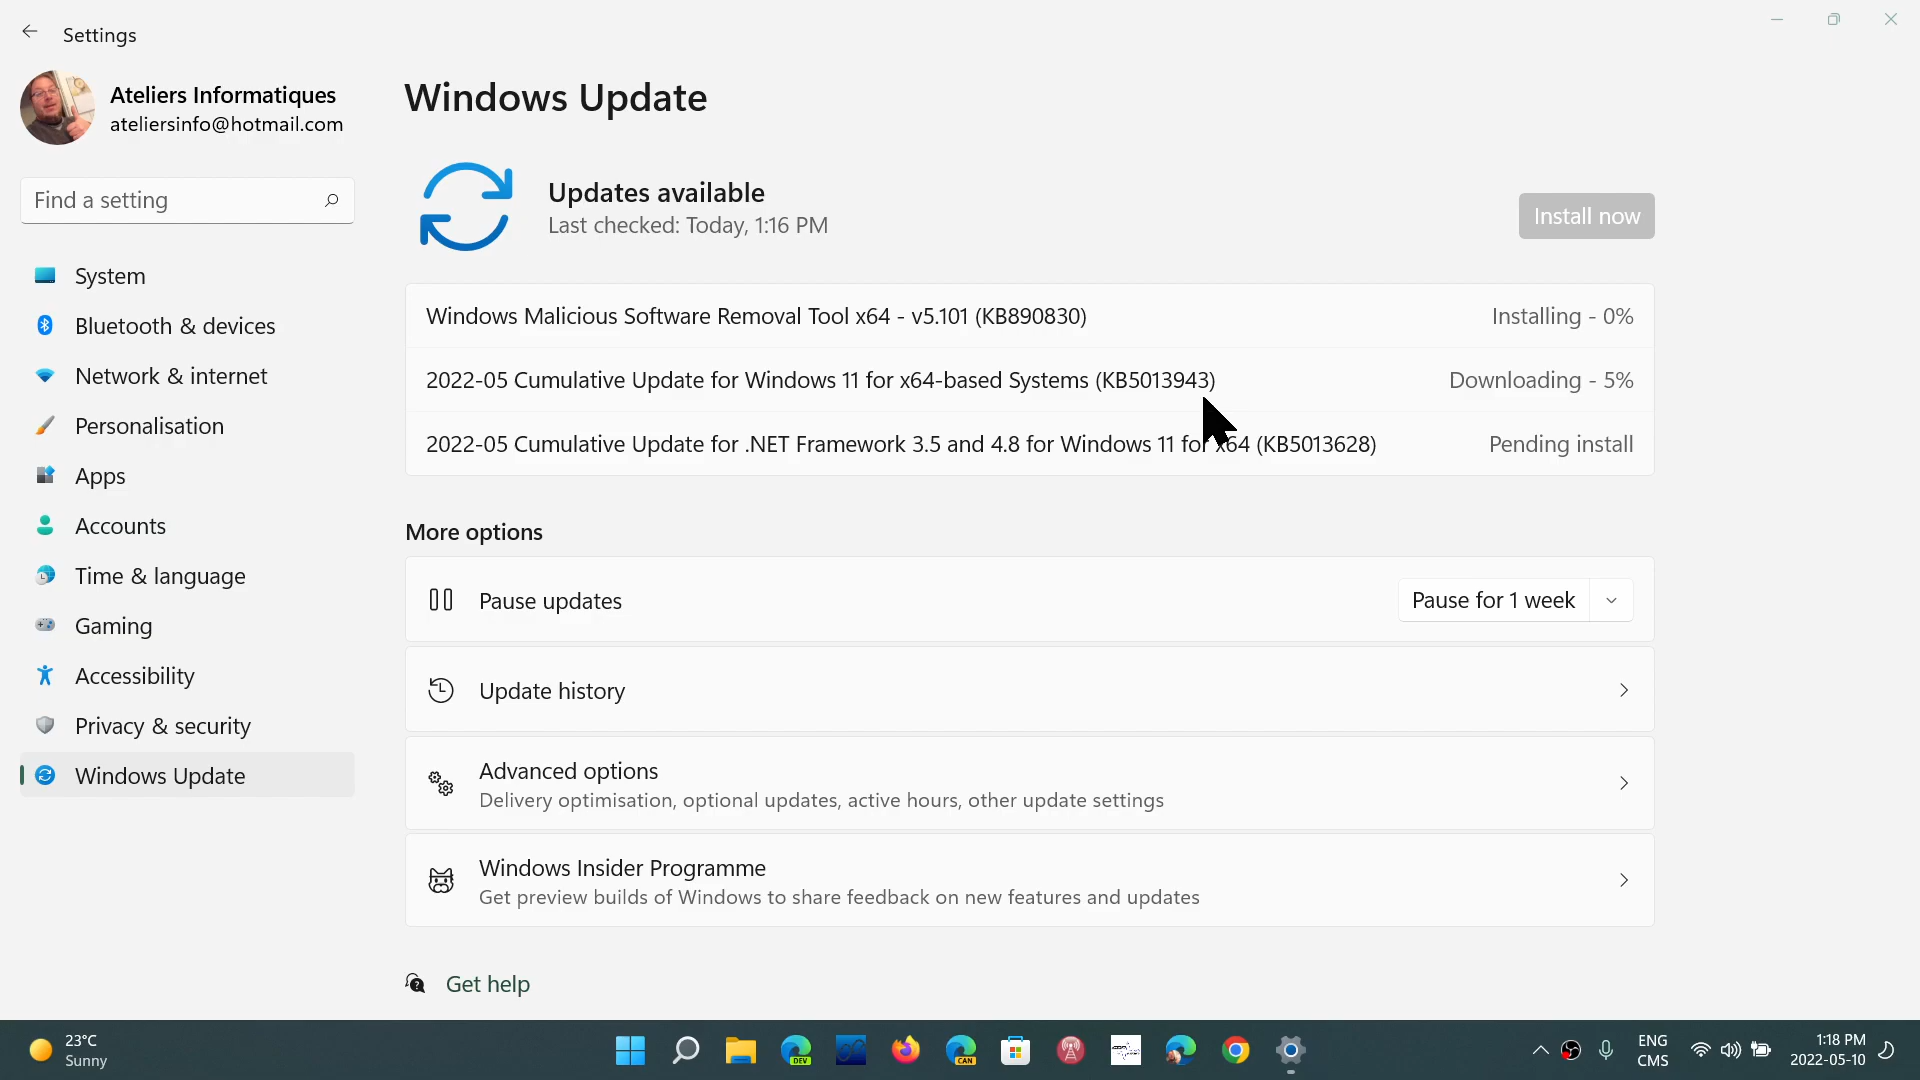 Settings
Ateliers Informatiques
ateliersinfo@hotmail.com
Find a setting
System
Bluetooth & devices
Network & internet
Personalisation
Apps
Accounts
Time & language
Gaming
Accessibility
Privacy & security
Windows Update
Windows Update
Updates available
Last checked: Today, 1:16 PM
Install now
Windows Malicious Software Removal Tool x64 - v5.101 (KB890830)
Installing - 0%
2022-05 Cumulative Update for Windows 11 for x64-based Systems (KB5013943)
Downloading - 5%
2022-05 Cumulative Update for .NET Framework 3.5 and 4.8 for Windows 11 for x64 (KB5013628)
Pending install
More options
Pause updates
Pause for 1 week
Update history
Advanced options
Delivery optimisation, optional updates, active hours, other update settings
Windows Insider Programme
Get preview builds of Windows to share feedback on new features and updates
Get help
23°C
Sunny
DEV
CAN
ENG
CMS
1:18 PM
2022-05-10